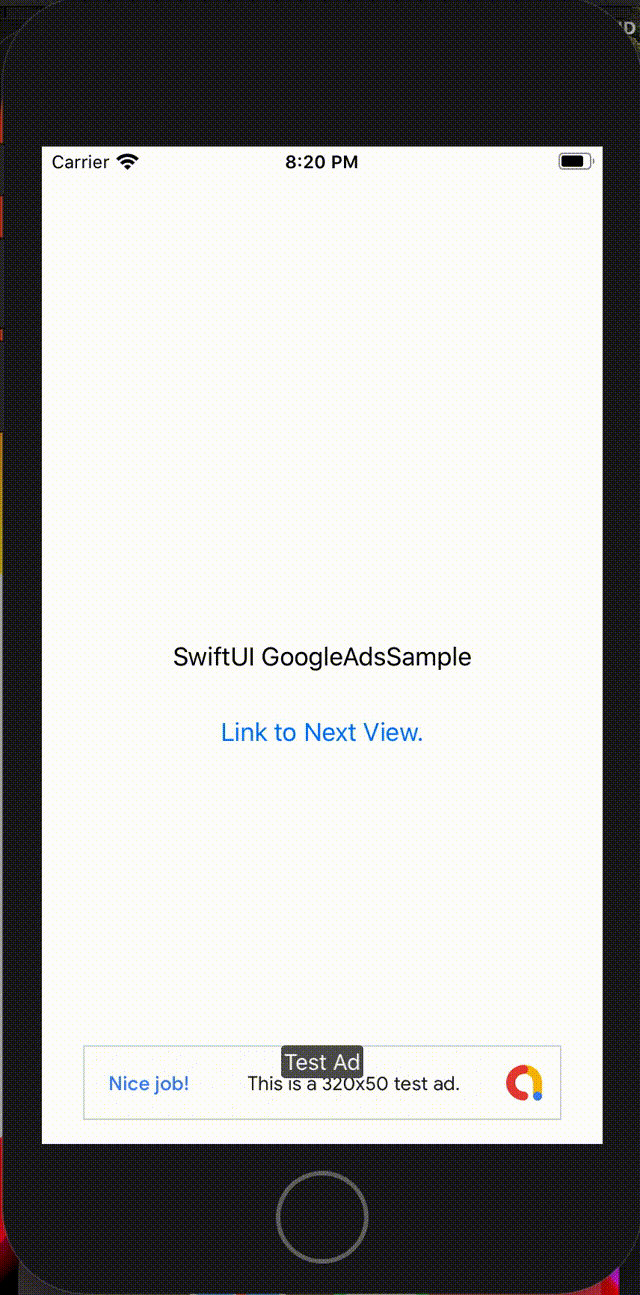 Carrier 8:20 PM
SwiftUI GoogleAdsSample
Link to Next View.
Test Ad
Nice job! This is a 320x50 test ad.